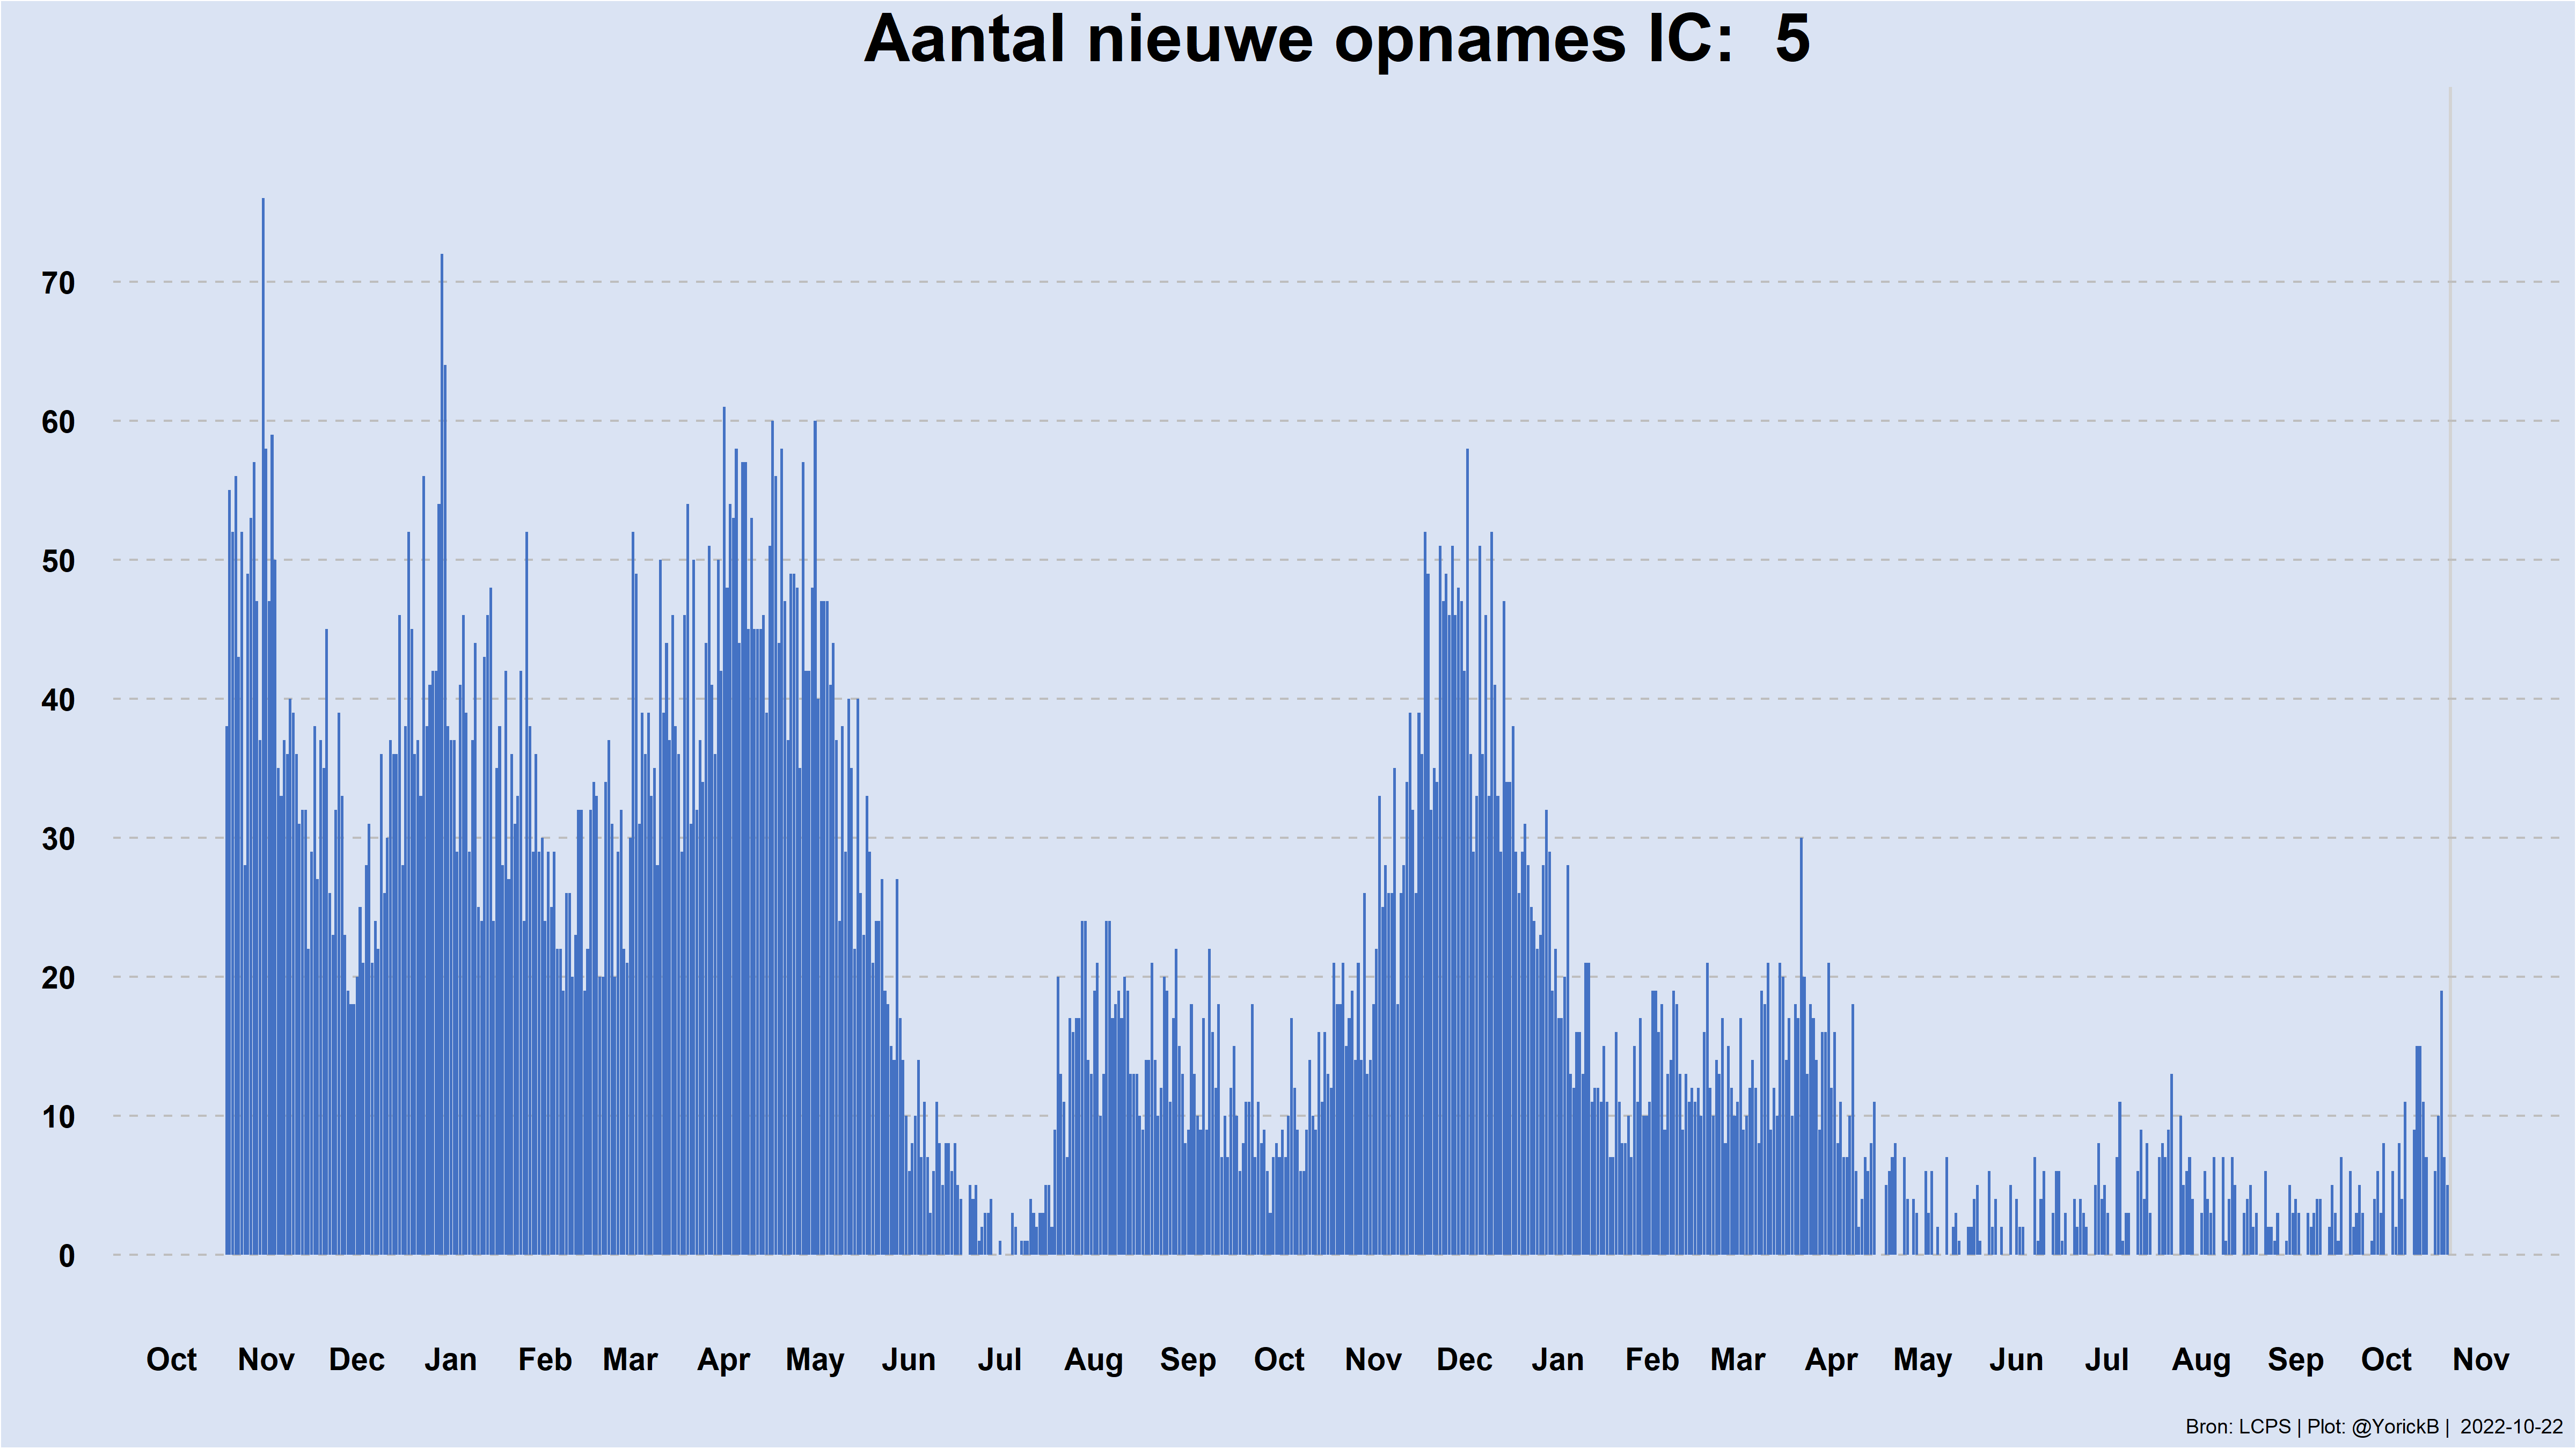 Aantal nieuwe opnames IC:  5
70
60
50
40
30
20
10
0
Oct Nov Dec Jan Feb Mar Apr May Jun Jul Aug Sep Oct Nov Dec Jan Feb Mar Apr May Jun Jul Aug Sep Oct Nov
Bron: LCPS | Plot: @YorickB |  2022-10-22